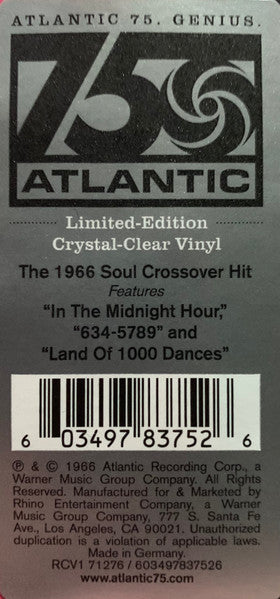 ATLANTIC 75. GENIUS.
75
ATLANTIC
Limited-Edition
Crystal-Clear Vinyl
The 1966 Soul Crossover Hit
Features
“In The Midnight Hour,”
“634-5789” and
“Land Of 1000 Dances”
6 03497 83752 6
℗ & © 1966 Atlantic Recording Corp., a
Warner Music Group Company. All Rights
Reserved. Manufactured for & Marketed by
Rhino Entertainment Company, a Warner
Music Group Company, 777 S. Santa Fe
Ave., Los Angeles, CA 90021. Unauthorized
duplication is a violation of applicable laws.
Made in Germany.
RCV1 71276 / 603497837526
www.atlantic75.com